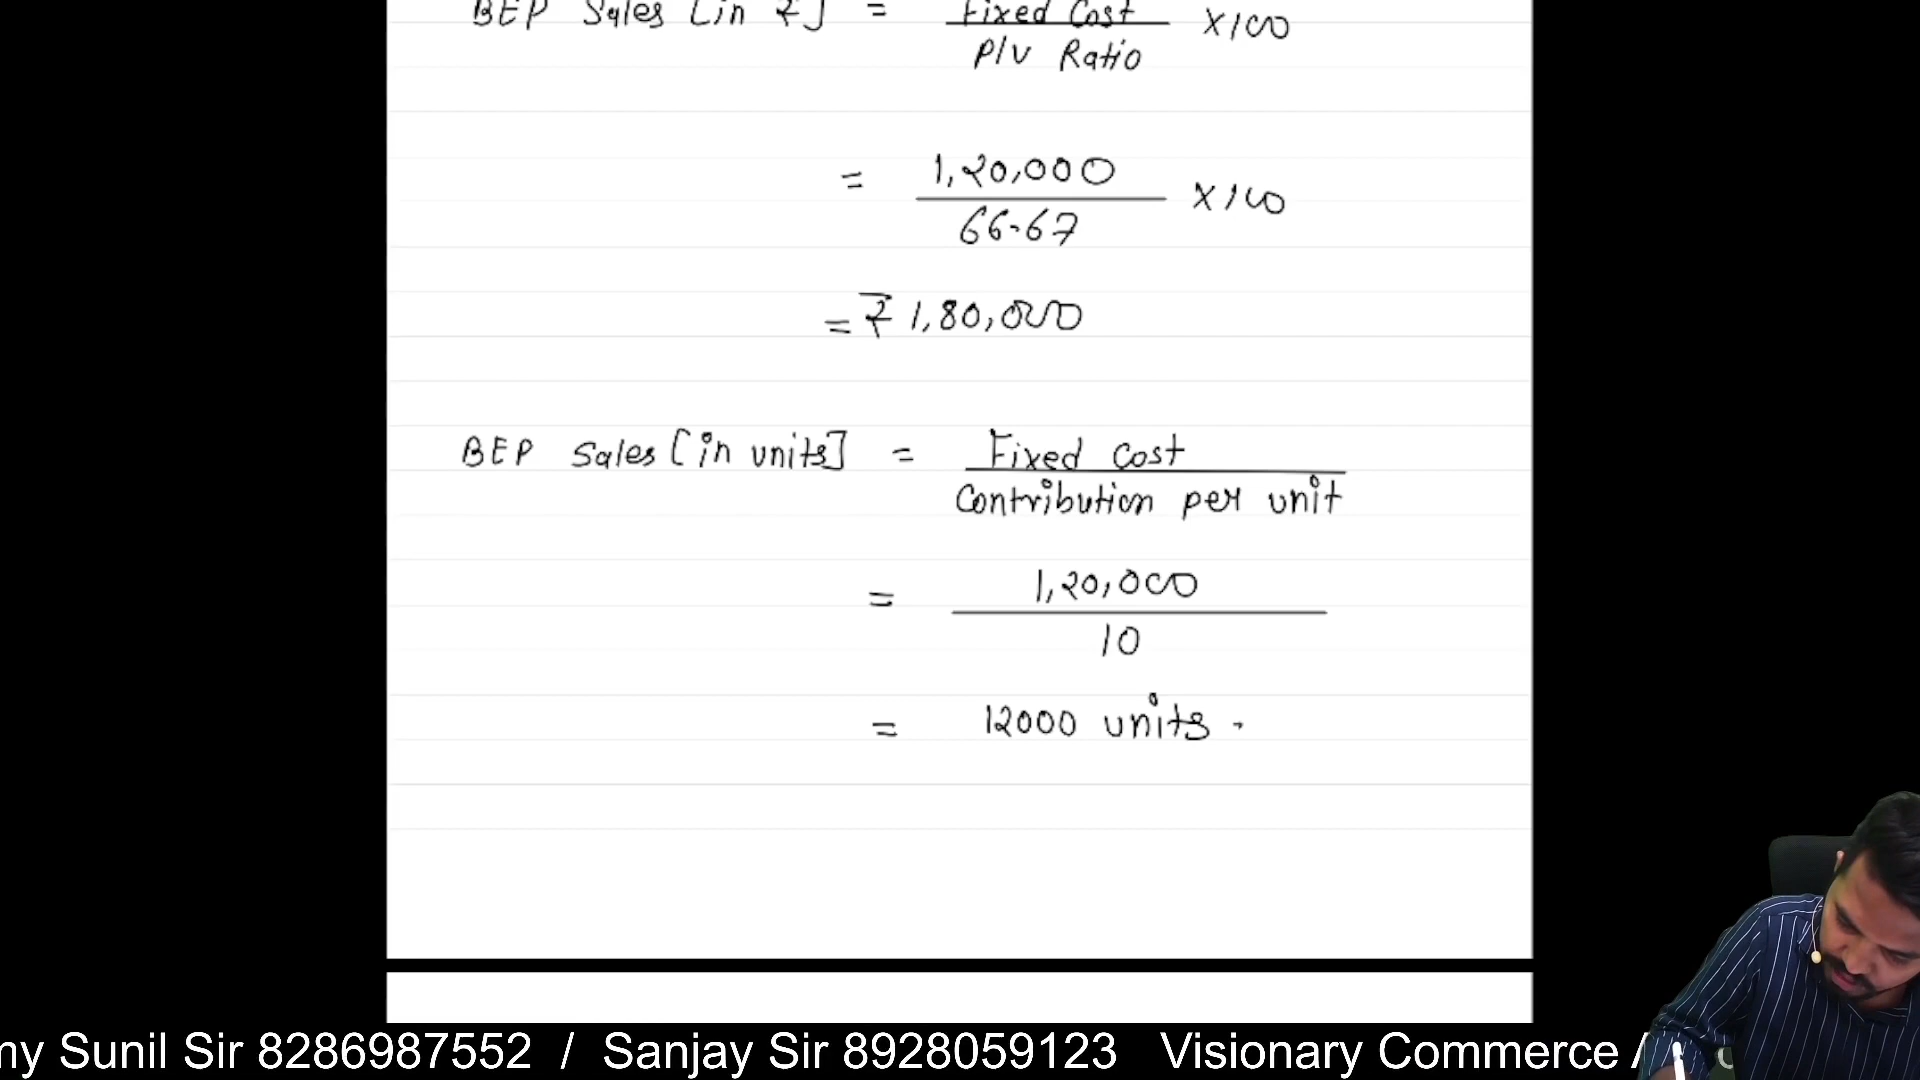 BEP Sales [in ₹] = Fixed Cost / P/V Ratio × 100
= 1,20,000 / 66.67 × 100
= ₹ 1,80,000
BEP Sales [in units] = Fixed Cost / Contribution per unit
= 1,20,000 / 10
= 12000 units.
my Sunil Sir 8286987552 / Sanjay Sir 8928059123 Visionary Commerce